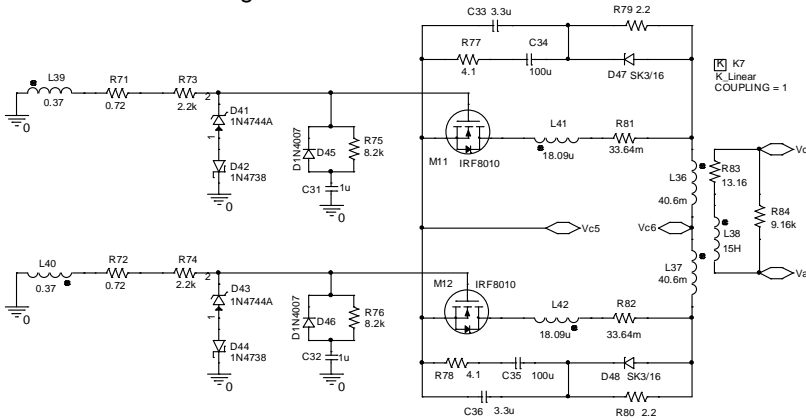 C33 3.3u
R79 2.2
R77
4.1
C34
100u
D47 SK3/16
K K7
K_Linear
COUPLING = 1
L39
0.37
R71
0.72
R73
2.2k
2
D41
1N4744A
1
D42
1N4738
0
0
D1N4007
D45
R75
8.2k
C31
1u
0
M11
IRF8010
L41
18.09u
R81
33.64m
L36
40.6m
R83
13.16
R84
9.16k
L38
15H
Vc5
Vc6
L37
40.6m
L40
0.37
R72
0.72
R74
2.2k
2
D43
1N4744A
1
D44
1N4738
0
0
D1N4007
D46
R76
8.2k
C32
1u
0
M12
IRF8010
L42
18.09u
R82
33.64m
R78
4.1
C35
100u
D48 SK3/16
C36
3.3u
R80 2.2